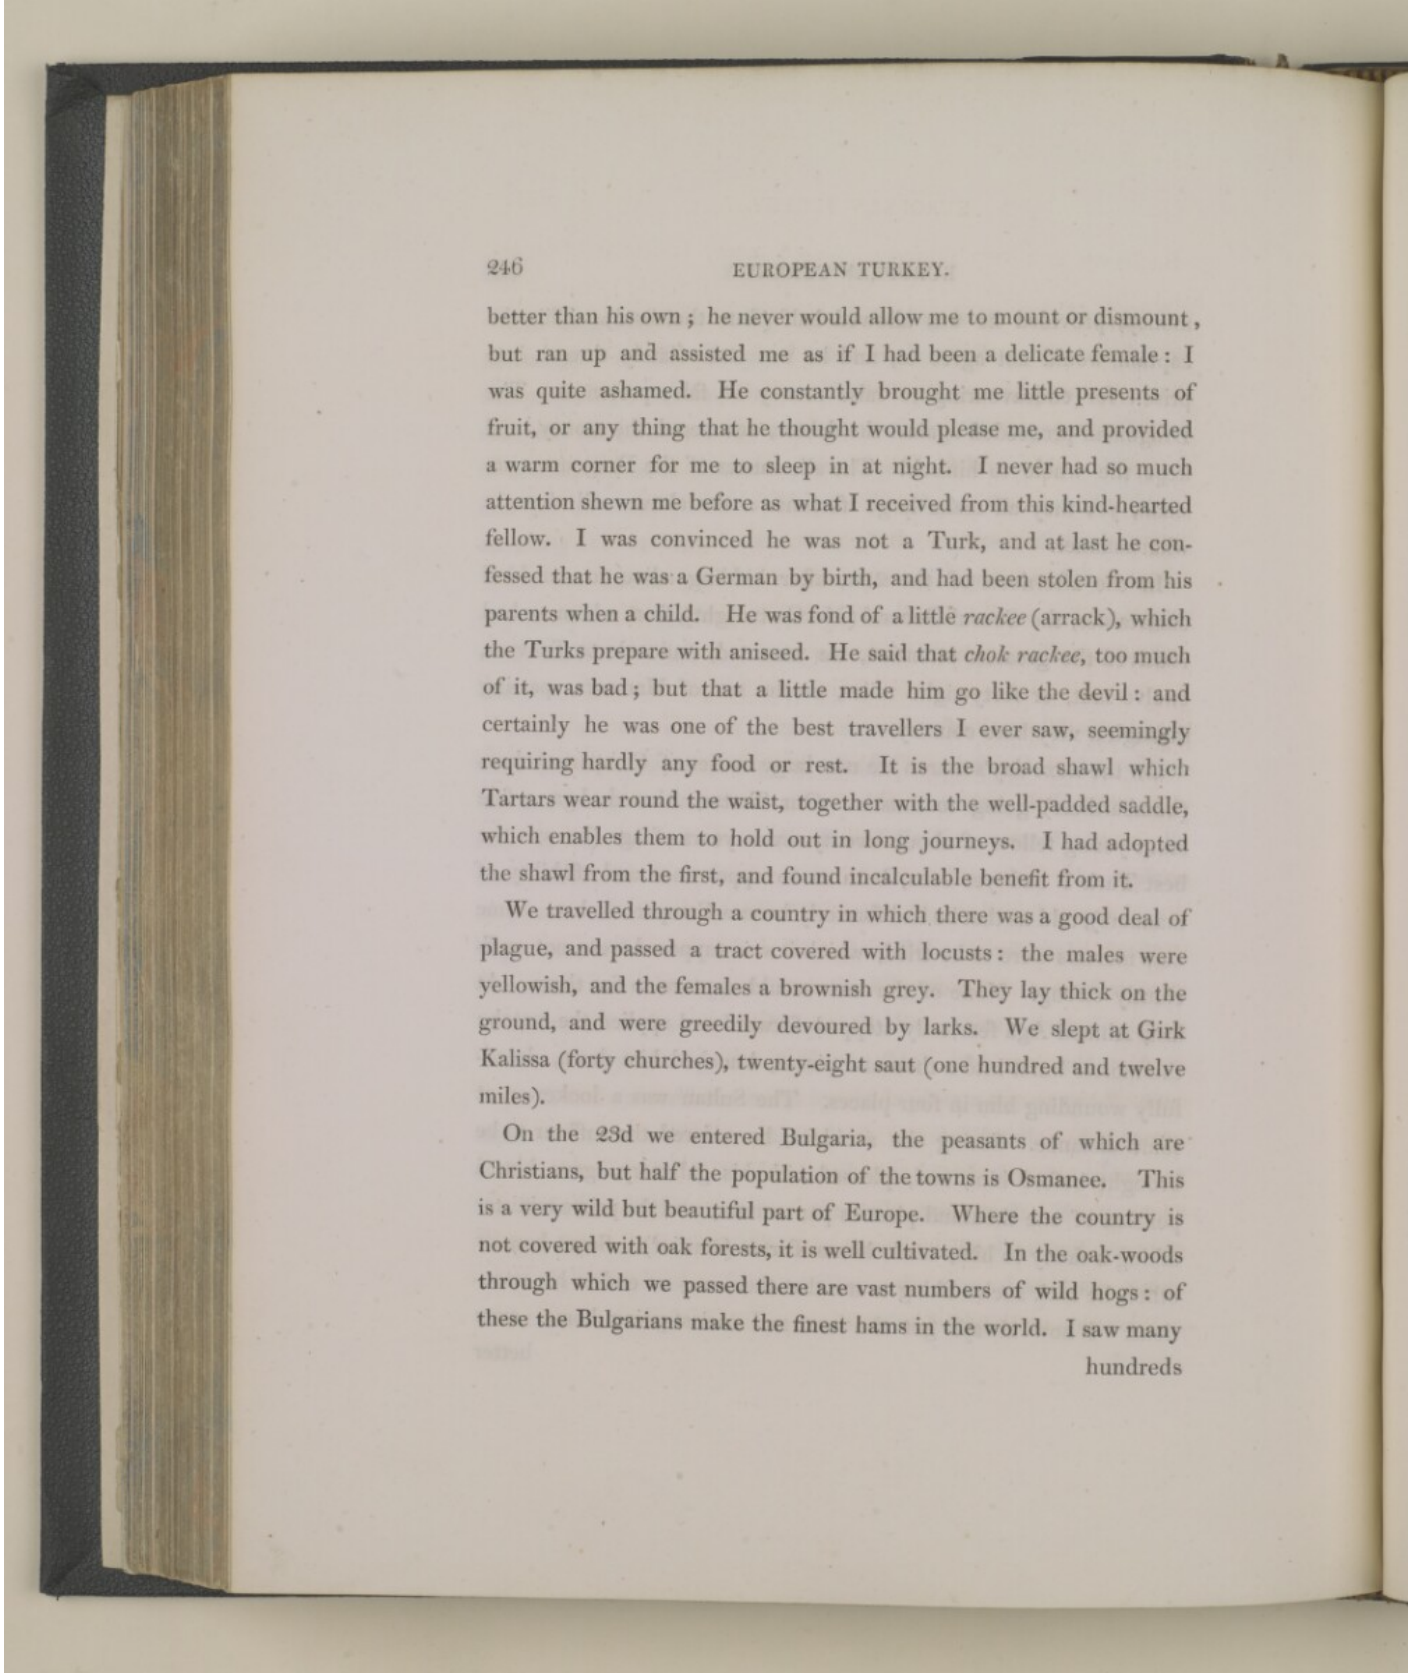 246 EUROPEAN TURKEY.
better than his own ; he never would allow me to mount or dismount ,
but ran up and assisted me as if I had been a delicate female : I
was quite ashamed. He constantly brought me little presents of
fruit, or any thing that he thought would please me, and provided
a warm corner for me to sleep in at night. I never had so much
attention shewn me before as what I received from this kind-hearted
fellow. I was convinced he was not a Turk, and at last he con-
fessed that he was a German by birth, and had been stolen from his
parents when a child. He was fond of a little rackee (arrack), which
the Turks prepare with aniseed. He said that chok rackee, too much
of it, was bad ; but that a little made him go like the devil : and
certainly he was one of the best travellers I ever saw, seemingly
requiring hardly any food or rest. It is the broad shawl which
Tartars wear round the waist, together with the well-padded saddle,
which enables them to hold out in long journeys. I had adopted
the shawl from the first, and found incalculable benefit from it.
We travelled through a country in which there was a good deal of
plague, and passed a tract covered with locusts : the males were
yellowish, and the females a brownish grey. They lay thick on the
ground, and were greedily devoured by larks. We slept at Girk
Kalissa (forty churches), twenty-eight saut (one hundred and twelve
miles).
On the 23d we entered Bulgaria, the peasants of which are
Christians, but half the population of the towns is Osmanee. This
is a very wild but beautiful part of Europe. Where the country is
not covered with oak forests, it is well cultivated. In the oak-woods
through which we passed there are vast numbers of wild hogs : of
these the Bulgarians make the finest hams in the world. I saw many
hundreds